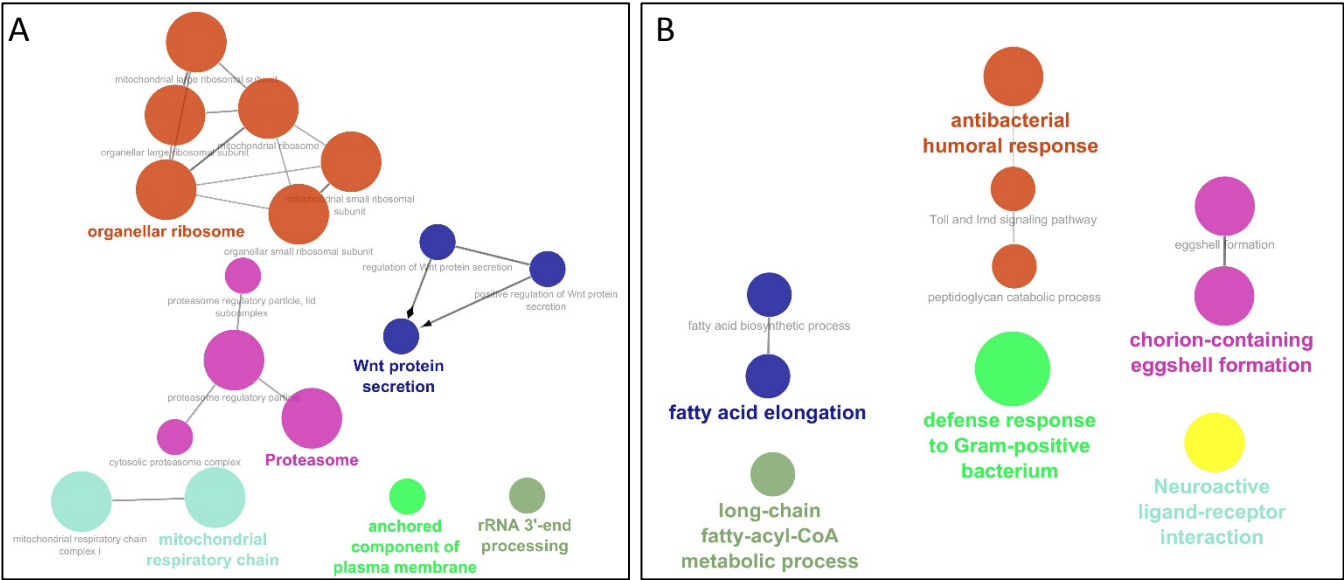 A
mitochondrial large ribosomal subunit
organellar large ribosomal subunit
mitochondrial ribosome
mitochondrial small ribosomal
subunit
organellar ribosome
organellar small ribosomal subunit
regulation of Wnt protein secretion
positive regulation of Wnt protein
secretion
Wnt protein
secretion
proteasome regulatory particle, lid
subcomplex
proteasome regulatory particle
cytosolic proteasome complex
Proteasome
mitochondrial respiratory chain
complex I
mitochondrial
respiratory chain
anchored
component of
plasma membrane
rRNA 3'-end
processing
B
antibacterial
humoral response
Toll and Imd signaling pathway
peptidoglycan catabolic process
eggshell formation
chorion-containing
eggshell formation
fatty acid biosynthetic process
fatty acid elongation
defense response
to Gram-positive
bacterium
long-chain
fatty-acyl-CoA
metabolic process
Neuroactive
ligand-receptor
interaction